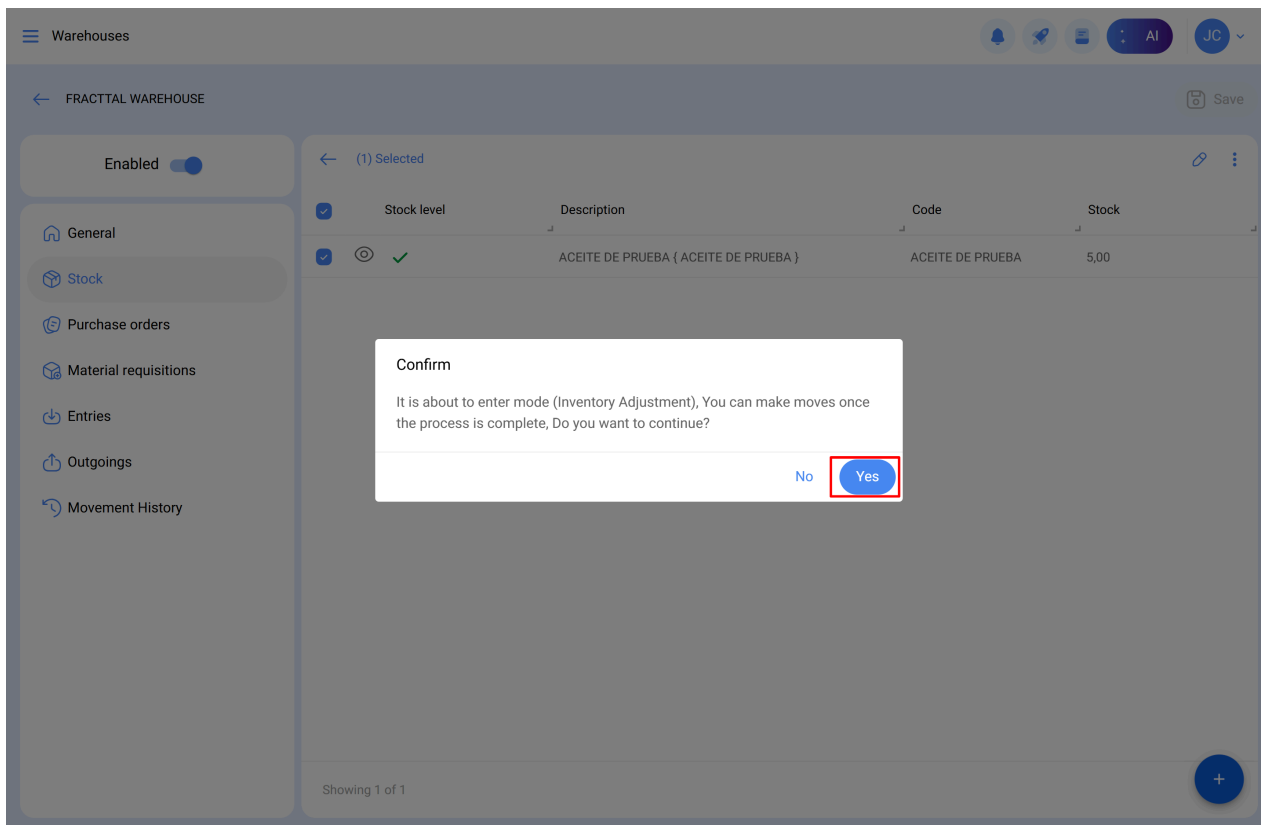 Warehouses
AI
JC
FRACTTAL WAREHOUSE
Save
Enabled
General
Stock
Purchase orders
Material requisitions
Entries
Outgoings
Movement History
(1) Selected
Stock level Description Code Stock
ACEITE DE PRUEBA { ACEITE DE PRUEBA } ACEITE DE PRUEBA 5,00
Confirm
It is about to enter mode (Inventory Adjustment), You can make moves once
the process is complete, Do you want to continue?
No Yes
Showing 1 of 1